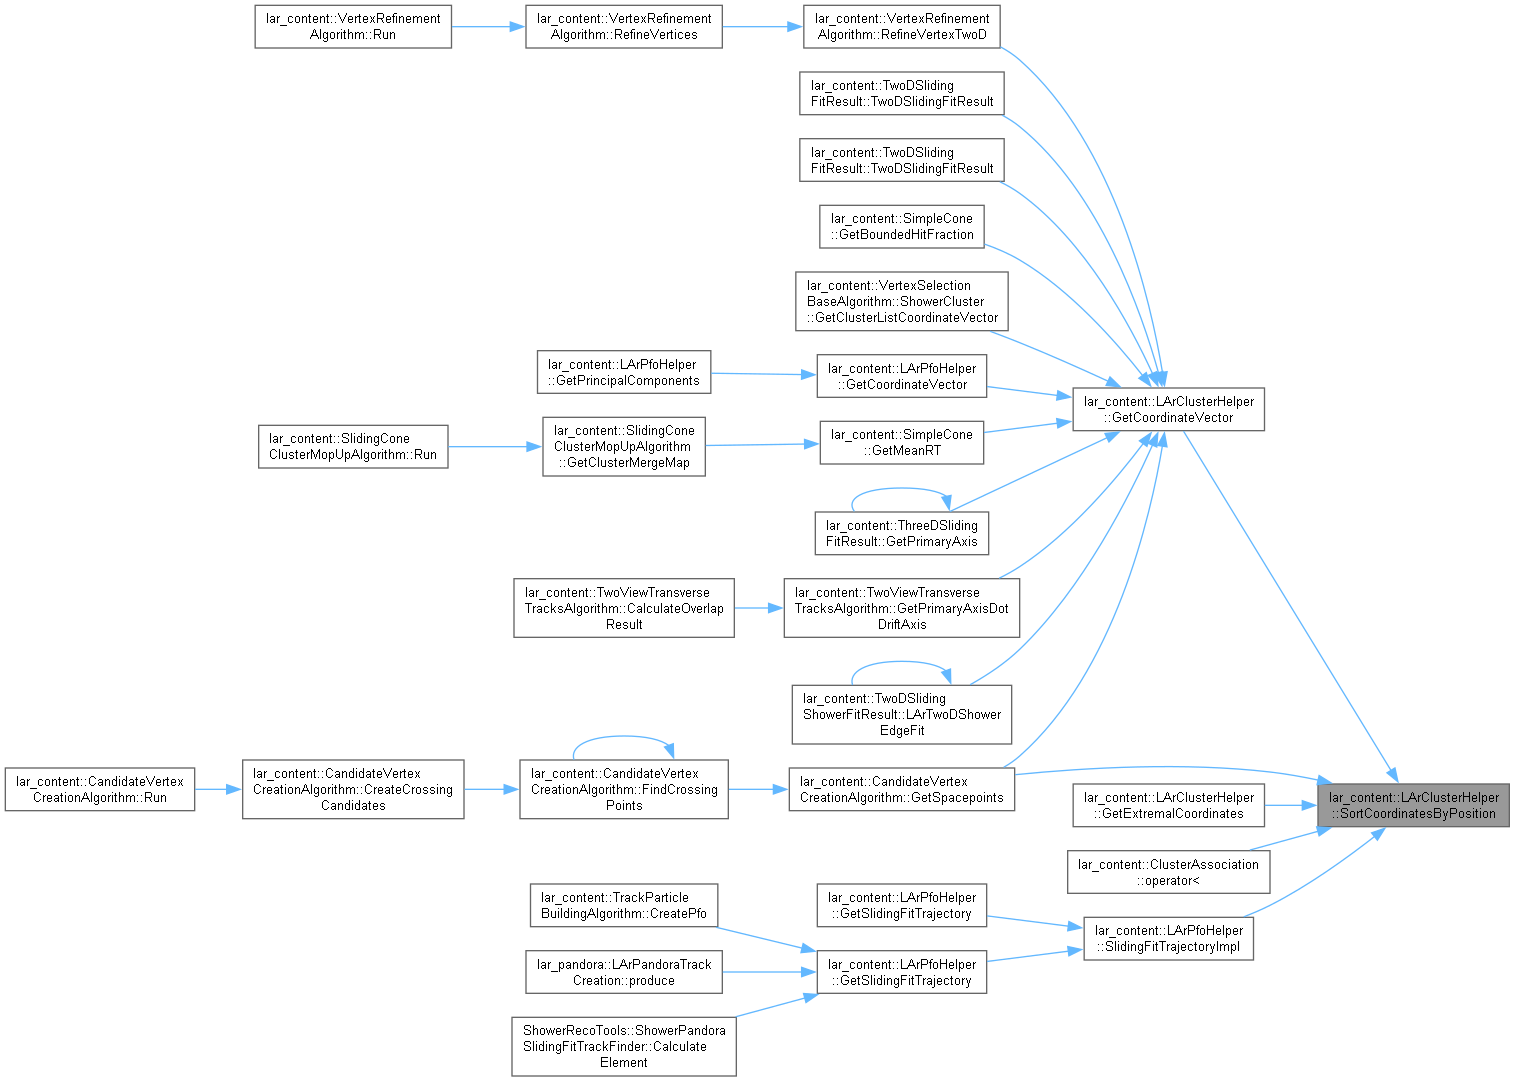 lar_content::VertexRefinement
Algorithm::Run
lar_content::VertexRefinement
Algorithm::RefineVertices
lar_content::VertexRefinement
Algorithm::RefineVertexTwoD
lar_content::TwoDSliding
FitResult::TwoDSlidingFitResult
lar_content::TwoDSliding
FitResult::TwoDSlidingFitResult
lar_content::SimpleCone
::GetBoundedHitFraction
lar_content::VertexSelection
BaseAlgorithm::ShowerCluster
::GetClusterListCoordinateVector
lar_content::LArPfoHelper
::GetPrincipalComponents
lar_content::LArPfoHelper
::GetCoordinateVector
lar_content::LArClusterHelper
::GetCoordinateVector
lar_content::SlidingCone
ClusterMopUpAlgorithm::Run
lar_content::SlidingCone
ClusterMopUpAlgorithm
::GetClusterMergeMap
lar_content::SimpleCone
::GetMeanRT
lar_content::ThreeDSliding
FitResult::GetPrimaryAxis
lar_content::TwoViewTransverse
TracksAlgorithm::CalculateOverlap
Result
lar_content::TwoViewTransverse
TracksAlgorithm::GetPrimaryAxisDot
DriftAxis
lar_content::TwoDSliding
ShowerFitResult::LArTwoDShower
EdgeFit
lar_content::CandidateVertex
CreationAlgorithm::Run
lar_content::CandidateVertex
CreationAlgorithm::CreateCrossing
Candidates
lar_content::CandidateVertex
CreationAlgorithm::FindCrossing
Points
lar_content::CandidateVertex
CreationAlgorithm::GetSpacepoints
lar_content::LArClusterHelper
::GetExtremalCoordinates
lar_content::LArClusterHelper
::SortCoordinatesByPosition
lar_content::ClusterAssociation
::operator<
lar_content::TrackParticle
BuildingAlgorithm::CreatePfo
lar_content::LArPfoHelper
::GetSlidingFitTrajectory
lar_content::LArPfoHelper
::SlidingFitTrajectoryImpl
lar_pandora::LArPandoraTrack
Creation::produce
lar_content::LArPfoHelper
::GetSlidingFitTrajectory
ShowerRecoTools::ShowerPandora
SlidingFitTrackFinder::Calculate
Element